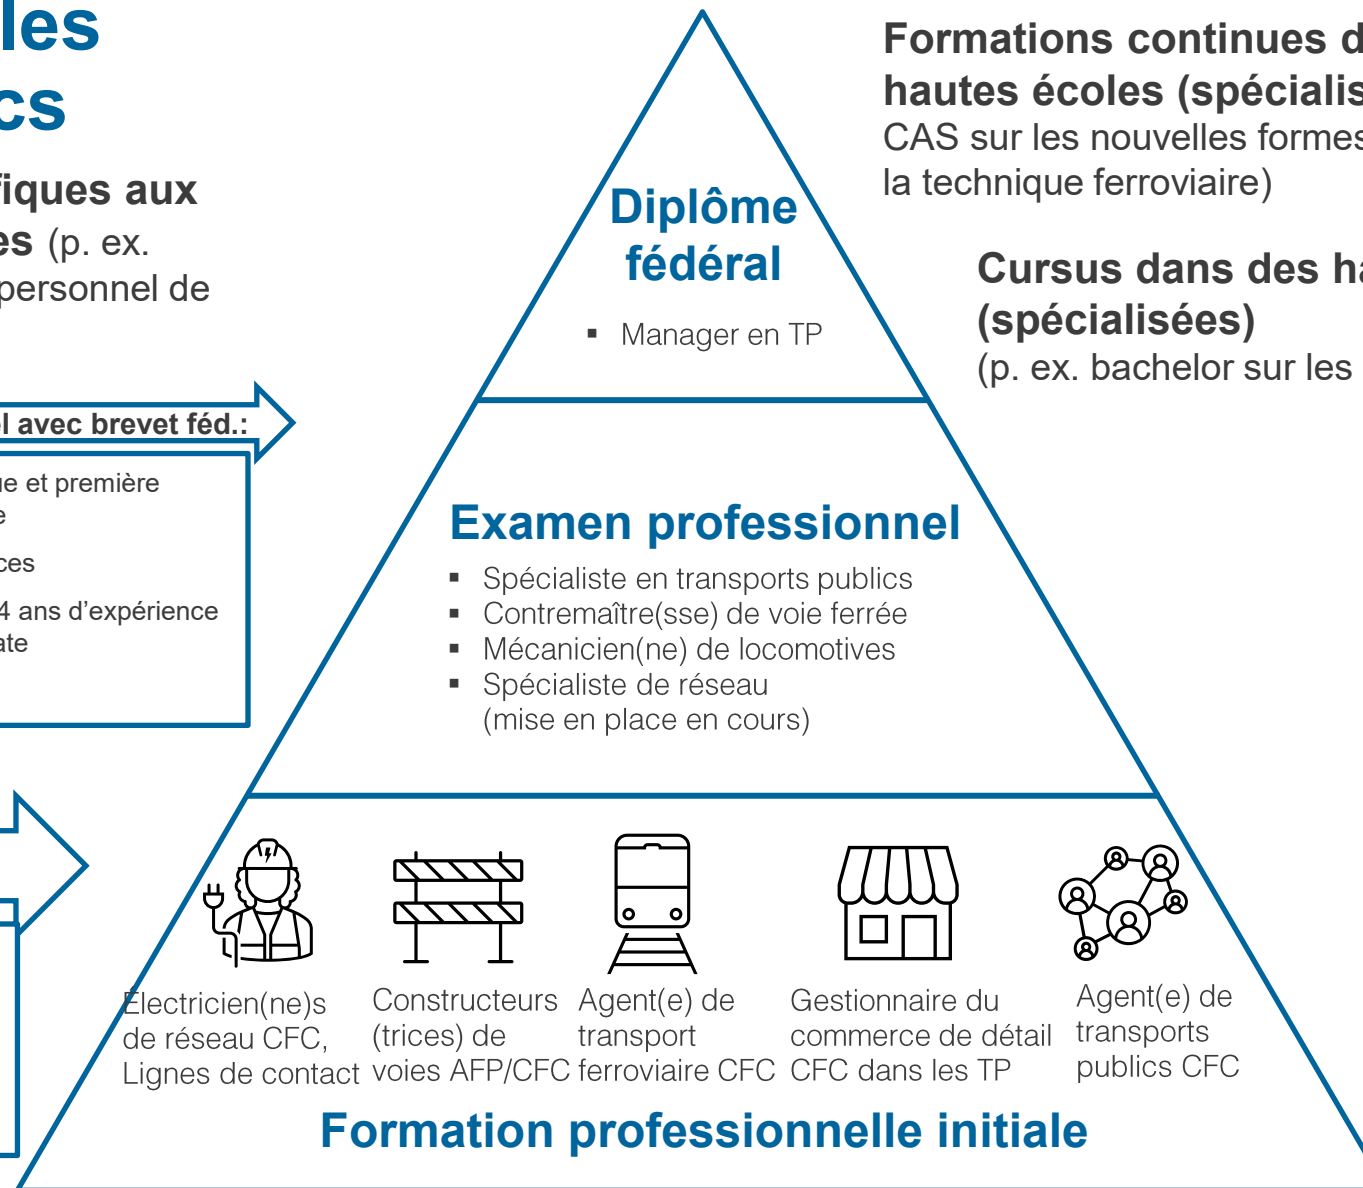 les
cs
fiques aux
es (p. ex.
personnel de
el avec brevet féd.:
ue et première
e
ces
4 ans d’expérience
ate
Formations continues d
hautes écoles (spécialis
CAS sur les nouvelles formes
la technique ferroviaire)
Cursus dans des ha
(spécialisées)
(p. ex. bachelor sur les
Diplôme
fédéral
▪ Manager en TP
Examen professionnel
▪ Spécialiste en transports publics
▪ Contremaître(sse) de voie ferrée
▪ Mécanicien(ne) de locomotives
▪ Spécialiste de réseau
(mise en place en cours)
Électricien(ne)s
de réseau CFC,
Lignes de contact
Constructeurs
(trices) de
voies AFP/CFC
Agent(e) de
transport
ferroviaire CFC
Gestionnaire du
commerce de détail
CFC dans les TP
Agent(e) de
transports
publics CFC
Formation professionnelle initiale